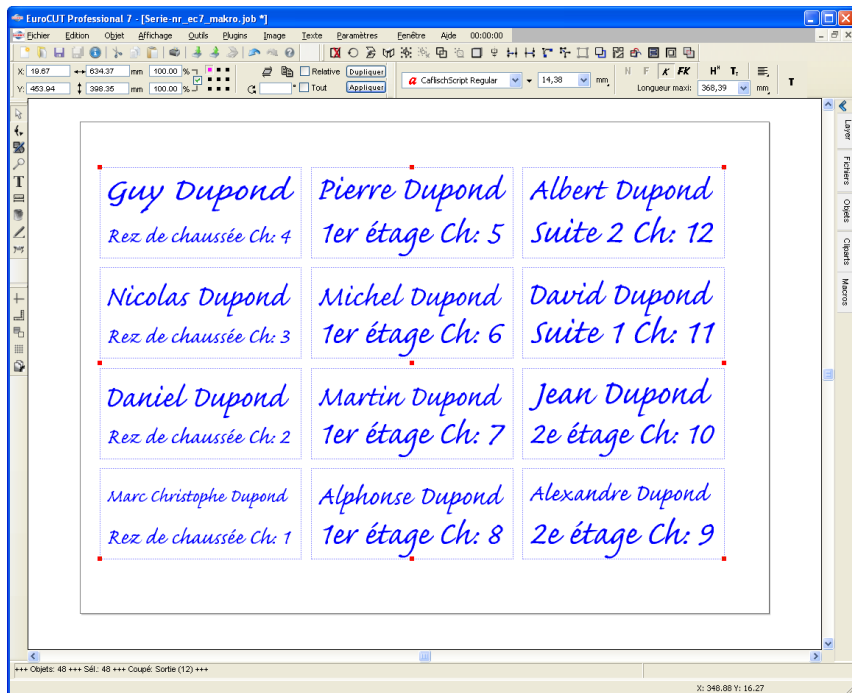 EuroCUT Professional 7 - [Serie-nr_ec7_makro.job *]
Fichier Edition Objet Affichage Outils Plugins Image Texte Paramètres Fenêtre Aide 00:00:00
X: 19.67 634.37 mm 100.00 % Relative Dupliquer CaflischScript Regular 14,38 mm N F K FK
Y: 453.94 398.35 mm 100.00 % ° Tout Appliquer Longueur maxi: 368,39 mm T
Layer
Fichiers
Objets
Cliparts
Macros
Guy Dupond Pierre Dupond Albert Dupond
Rez de chaussée Ch: 4 1er étage Ch: 5 Suite 2 Ch: 12
Nicolas Dupond Michel Dupond David Dupond
Rez de chaussée Ch: 3 1er étage Ch: 6 Suite 1 Ch: 11
Daniel Dupond Martin Dupond Jean Dupond
Rez de chaussée Ch: 2 1er étage Ch: 7 2e étage Ch: 10
Marc Christophe Dupond Alphonse Dupond Alexandre Dupond
Rez de chaussée Ch: 1 1er étage Ch: 8 2e étage Ch: 9
+++ Objets: 48 +++ Sél.: 48 +++ Coupé: Sortie (12) +++
X: 348.88 Y: 16.27